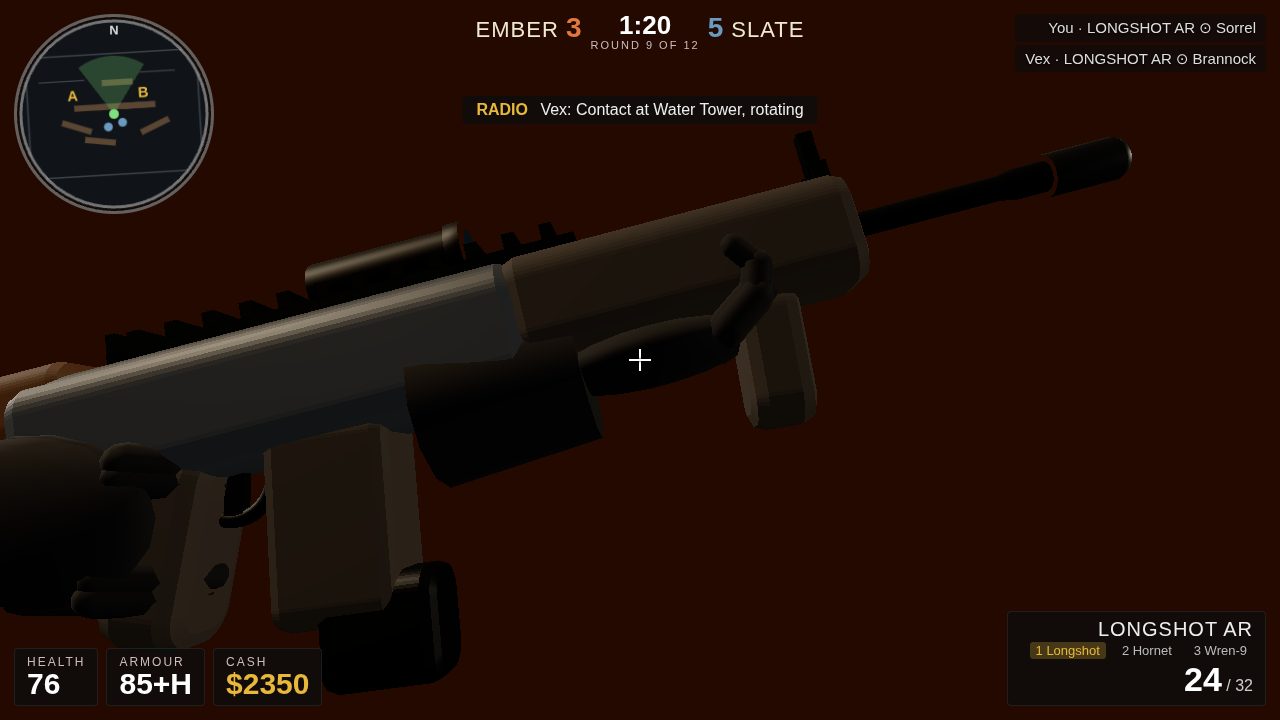 N
A
B
EMBER 3 1:20 5 SLATE
ROUND 9 OF 12
You · LONGSHOT AR ⊙ Sorrel
Vex · LONGSHOT AR ⊙ Brannock
RADIO Vex: Contact at Water Tower, rotating
HEALTH
76
ARMOUR
85+H
CASH
$2350
LONGSHOT AR
1 Longshot 2 Hornet 3 Wren-9
24 / 32